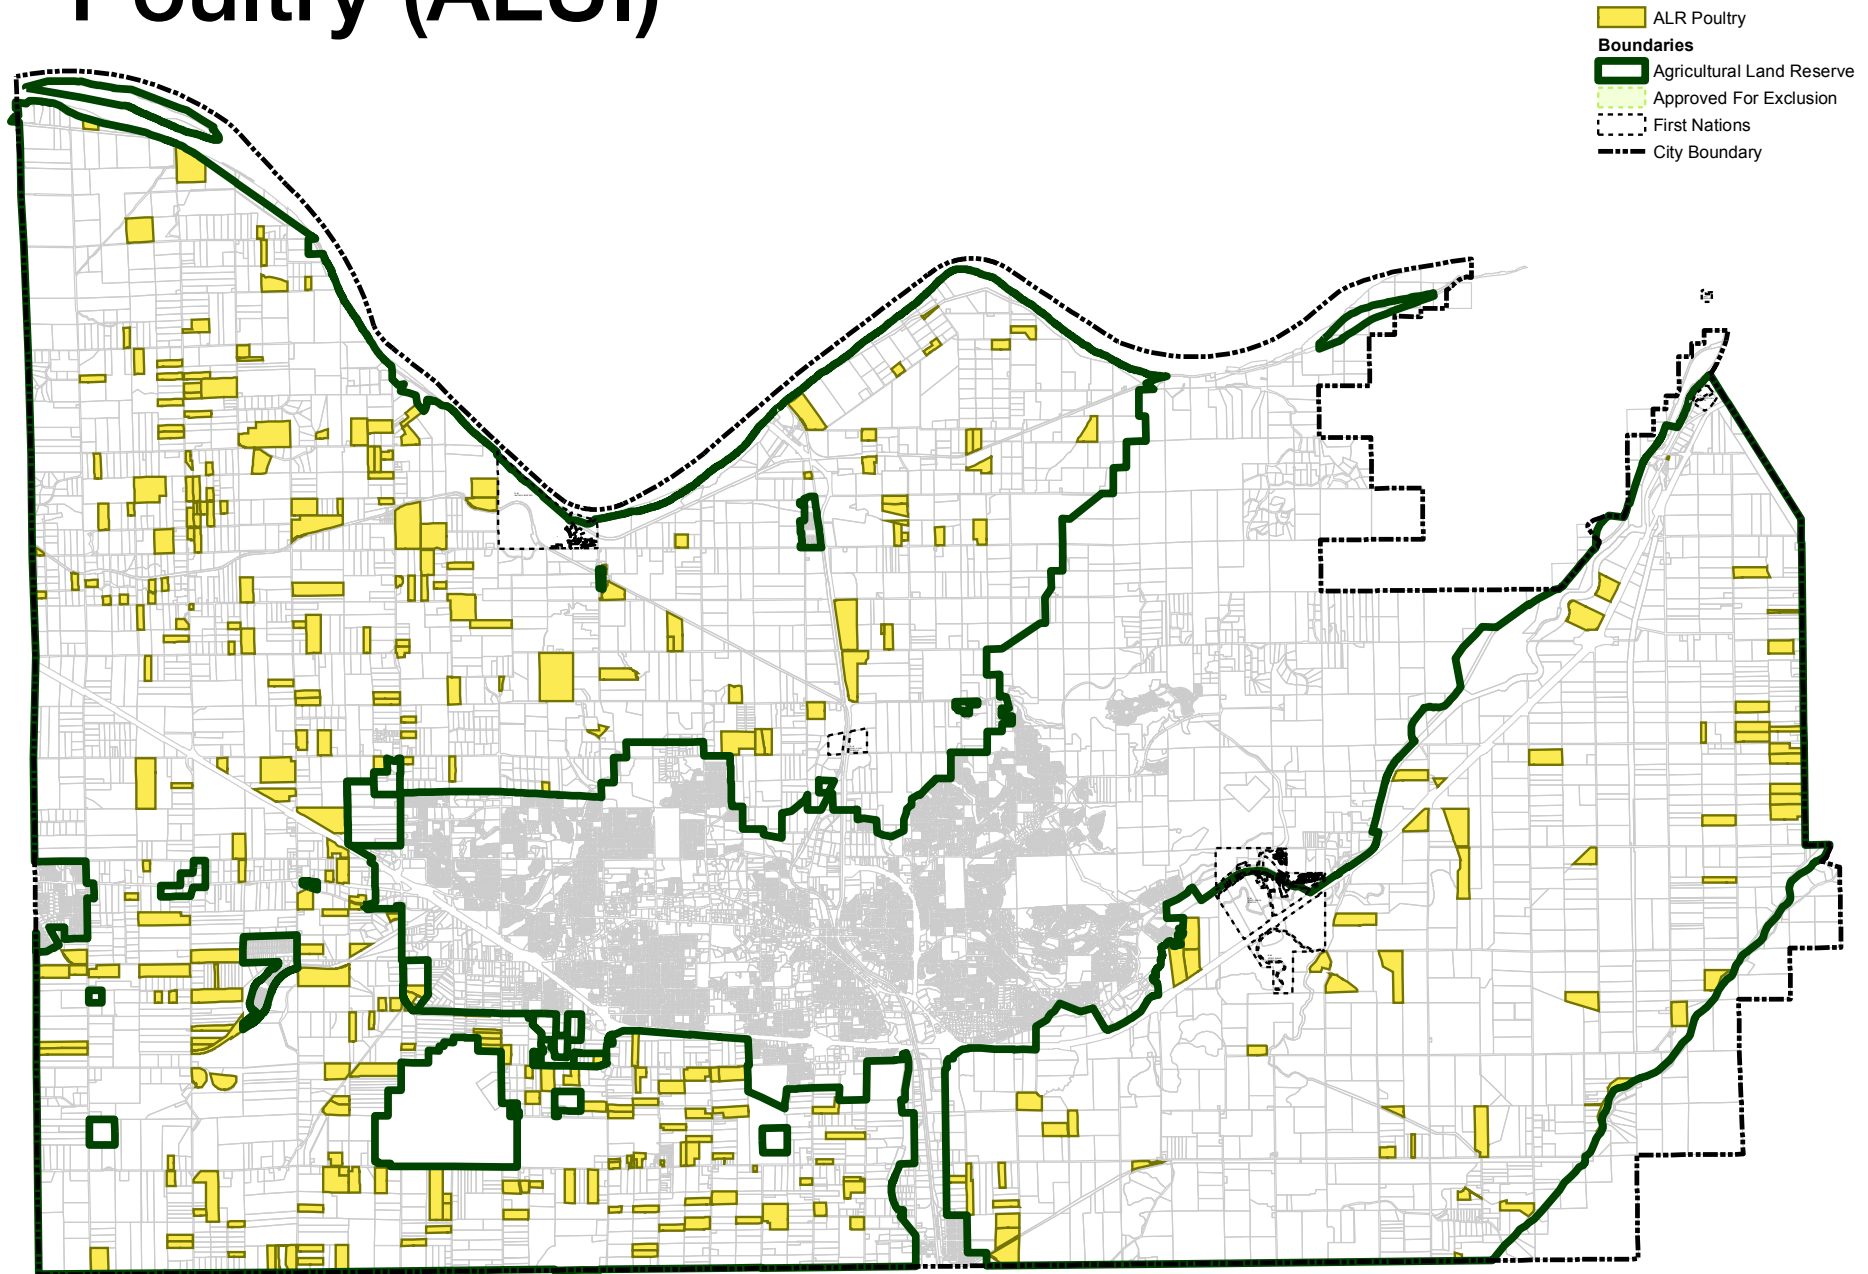 Poultry (ALUI)
ALR Poultry
Boundaries
Agricultural Land Reserve
Approved For Exclusion
First Nations
City Boundary